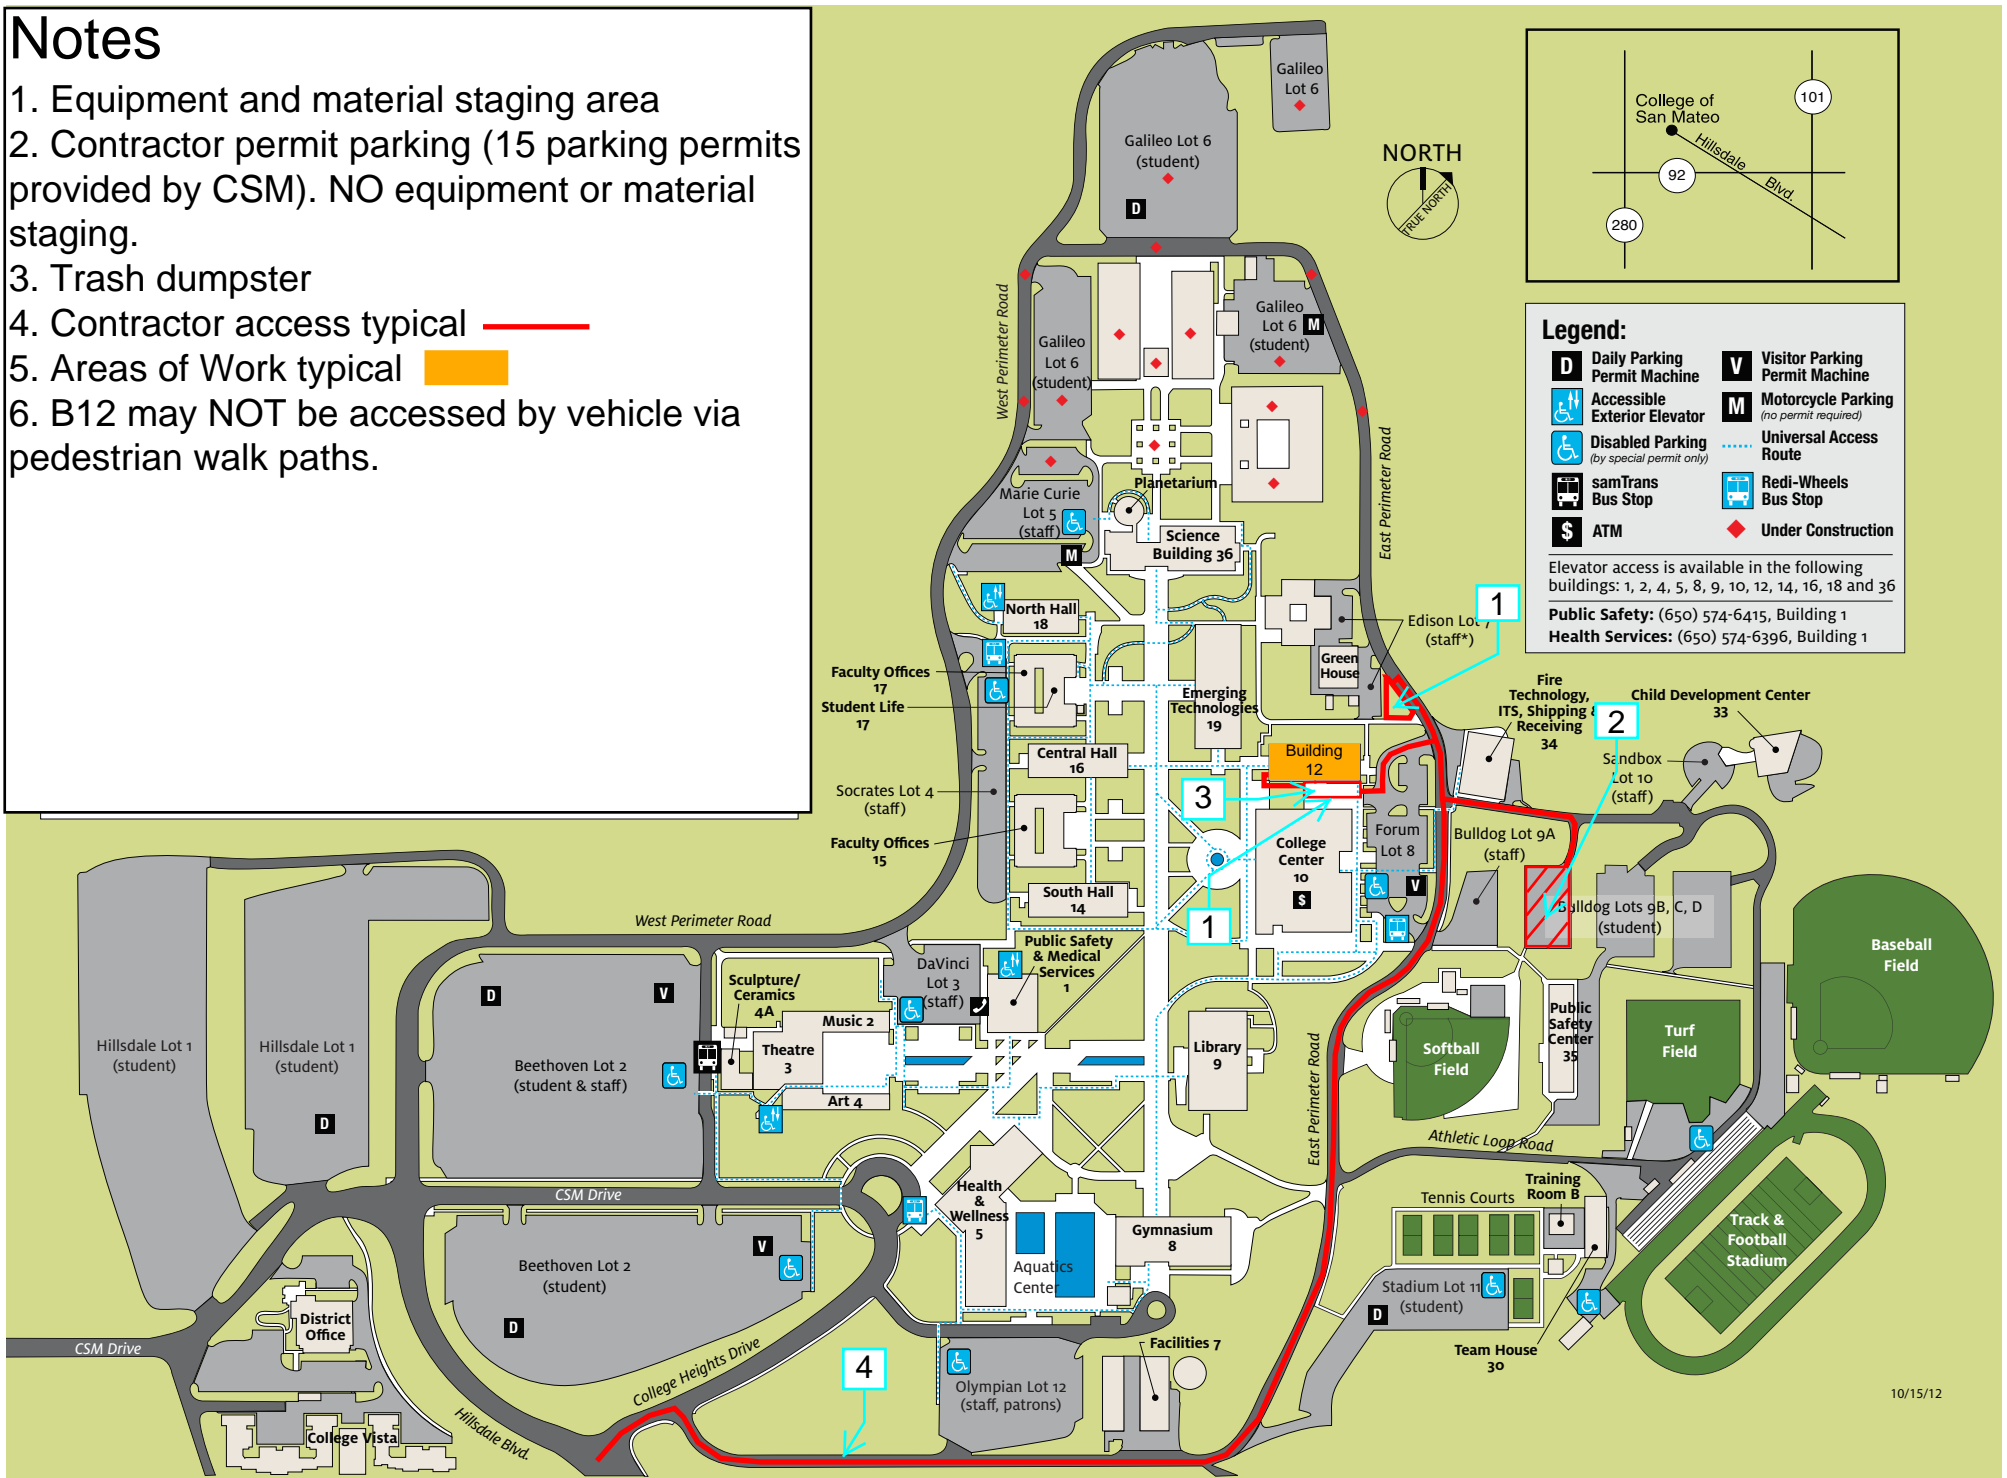 Notes
1. Equipment and material staging area
2. Contractor permit parking (15 parking permits
provided by CSM). NO equipment or material
staging.
3. Trash dumpster
4. Contractor access typical
5. Areas of Work typical
6. B12 may NOT be accessed by vehicle via
pedestrian walk paths.
Galileo
Lot 6
Galileo Lot 6
(student)
D
NORTH
TRUE NORTH
College of
San Mateo
101
Hillsdale
Blvd.
92
280
West Perimeter Road
Galileo
Lot 6
(student)
Galileo
Lot 6
(student)
M
East Perimeter Road
Legend:
D
Daily Parking
Permit Machine
V
Visitor Parking
Permit Machine
Accessible
Exterior Elevator
M
Motorcycle Parking
(no permit required)
Disabled Parking
(by special permit only)
Universal Access
Route
samTrans
Bus Stop
Redi-Wheels
Bus Stop
$
ATM
Under Construction
Elevator access is available in the following
buildings: 1, 2, 4, 5, 8, 9, 10, 12, 14, 16, 18 and 36
Public Safety: (650) 574-6415, Building 1
Health Services: (650) 574-6396, Building 1
Marie Curie
Lot 5
(staff)
M
Planetarium
Science
Building 36
North Hall
18
Faculty Offices
17
Student Life
17
Emerging
Technologies
19
Green
House
Edison Lot 7
(staff*)
1
Fire
Technology,
ITS, Shipping &
Receiving
34
2
Child Development Center
33
Sandbox
Lot 10
(staff)
Central Hall
16
Building
12
3
Socrates Lot 4
(staff)
Faculty Offices
15
College
Center
10
$
Forum
Lot 8
V
Bulldog Lot 9A
(staff)
Bulldog Lots 9B, C, D
(student)
South Hall
14
1
West Perimeter Road
Public Safety
& Medical
Services
1
DaVinci
Lot 3
(staff)
Sculpture/
Ceramics
4A
Music 2
Theatre
3
Art 4
Library
9
East Perimeter Road
Softball
Field
Public
Safety
Center
35
Turf
Field
Baseball
Field
Hillsdale Lot 1
(student)
Hillsdale Lot 1
(student)
D
D
V
Beethoven Lot 2
(student & staff)
CSM Drive
Beethoven Lot 2
(student)
V
D
Health
&
Wellness
5
Aquatics
Center
Gymnasium
8
Athletic Loop Road
Tennis Courts
Training
Room B
Track &
Football
Stadium
Stadium Lot 11
(student)
D
Team House
30
District
Office
CSM Drive
College Heights Drive
Hillsdale Blvd.
College Vista
4
Olympian Lot 12
(staff, patrons)
Facilities 7
10/15/12